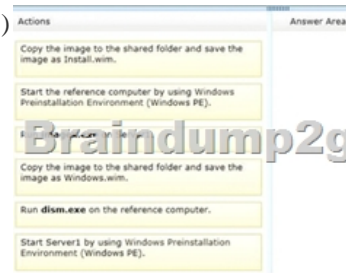 )
Actions
Answer Area
Copy the image to the shared folder and save the
image as Install.wim.
Start the reference computer by using Windows
Preinstallation Environment (Windows PE).
Braindump2g
Copy the image to the shared folder and save the
image as Windows.wim.
Run dism.exe on the reference computer.
Start Server1 by using Windows Preinstallation
Environment (Windows PE).